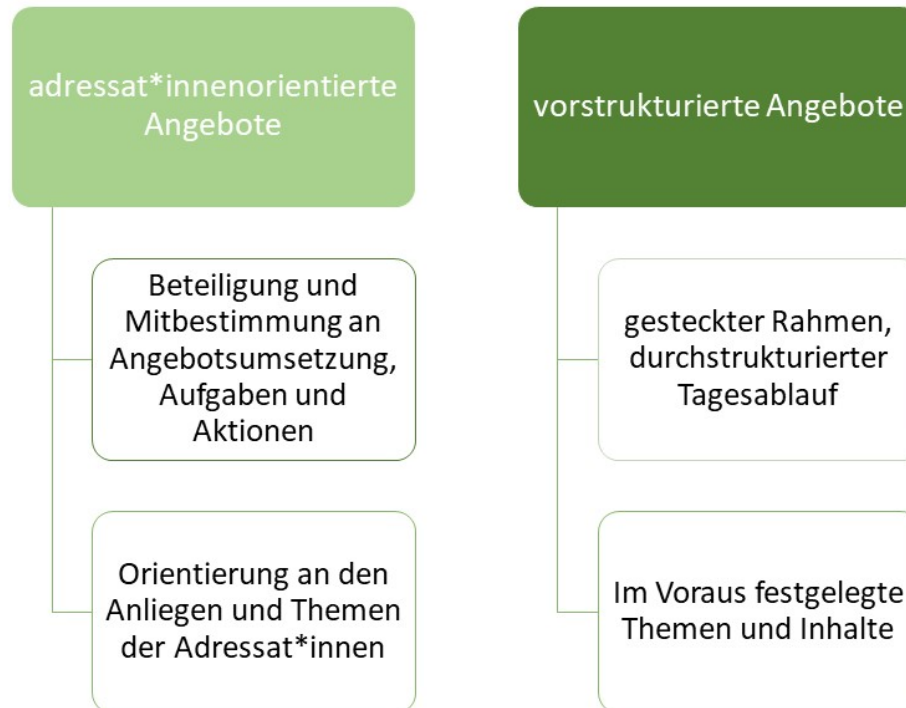 adressat*innenorientierte
Angebote
Beteiligung und
Mitbestimmung an
Angebotsumsetzung,
Aufgaben und
Aktionen
Orientierung an den
Anliegen und Themen
der Adressat*innen
vorstrukturierte Angebote
gesteckter Rahmen,
durchstrukturierter
Tagesablauf
Im Voraus festgelegte
Themen und Inhalte